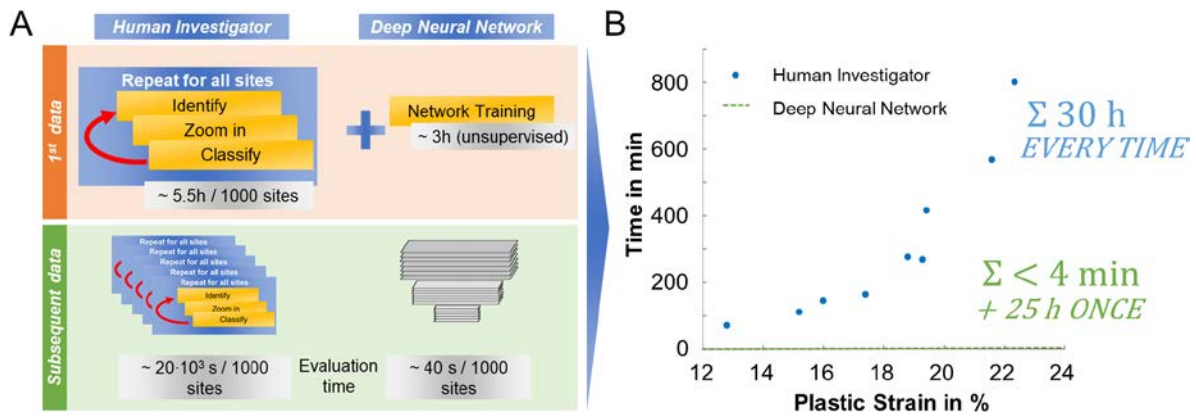 A
Human Investigator
Deep Neural Network
1st data
Repeat for all sites
Identify
Zoom in
Classify
~ 5.5h / 1000 sites
+
Network Training
~ 3h (unsupervised)
Subsequent data
Repeat for all sites
Repeat for all sites
Repeat for all sites
Repeat for all sites
Repeat for all sites
Identify
Zoom in
Classify
~ 20·10³ s / 1000
sites
Evaluation
time
~ 40 s / 1000
sites
B
Human Investigator
Deep Neural Network
Σ 30 h
EVERY TIME
Σ < 4 min
+ 25 h ONCE
Time in min
800
600
400
200
0
12 14 16 18 20 22 24
Plastic Strain in %